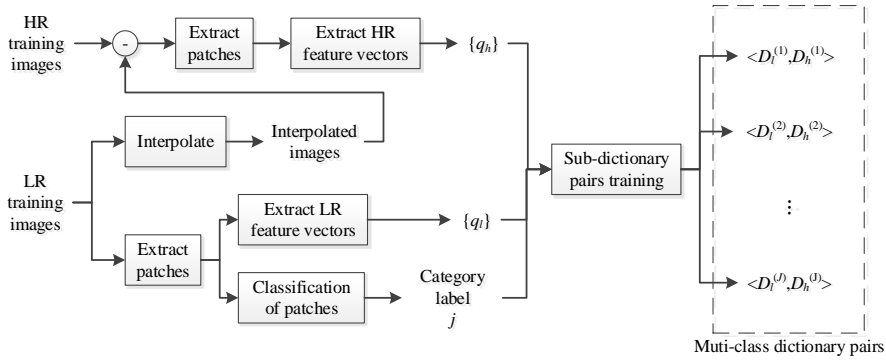 HR
training
images
-
Extract
patches
Extract HR
feature vectors
{q_h}
Interpolate
Interpolated
images
LR
training
images
Extract
patches
Extract LR
feature vectors
{q_l}
Classification
of patches
Category
label
j
Sub-dictionary
pairs training
<D_l^(1),D_h^(1)>
<D_l^(2),D_h^(2)>
⋮
<D_l^(J),D_h^(J)>
Muti-class dictionary pairs